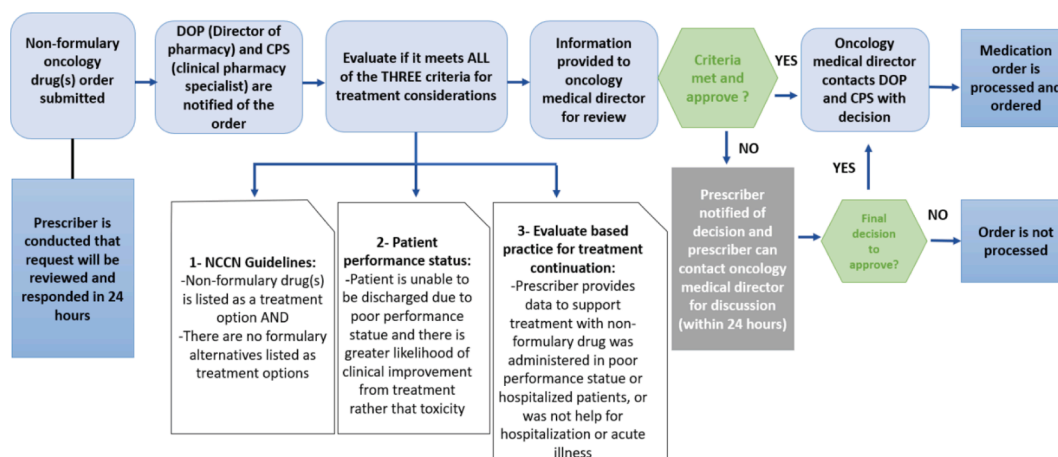 Non-formulary
oncology
drug(s) order
submitted
DOP (Director of
pharmacy) and CPS
(clinical pharmacy
specialist) are
notified of the
order
Evaluate if it meets ALL
of the THREE criteria for
treatment considerations
Information
provided to
oncology
medical director
for review
Criteria
met and
approve ?
YES
Oncology
medical director
contacts DOP
and CPS with
decision
Medication
order is
processed and
ordered
NO
YES
Prescriber is
conducted that
request will be
reviewed and
responded in 24
hours
1- NCCN Guidelines:
-Non-formulary drug(s)
is listed as a treatment
option AND
-There are no formulary
alternatives listed as
treatment options
2- Patient
performance status:
-Patient is unable to
be discharged due to
poor performance
statue and there is
greater likelihood of
clinical improvement
from treatment
rather that toxicity
3- Evaluate based
practice for treatment
continuation:
-Prescriber provides
data to support
treatment with non-
formulary drug was
administered in poor
performance statue or
hospitalized patients, or
was not help for
hospitalization or acute
illness
Prescriber
notified of
decision and
prescriber can
contact oncology
medical director
for discussion
(within 24 hours)
Final
decision
to
approve?
NO
Order is not
processed